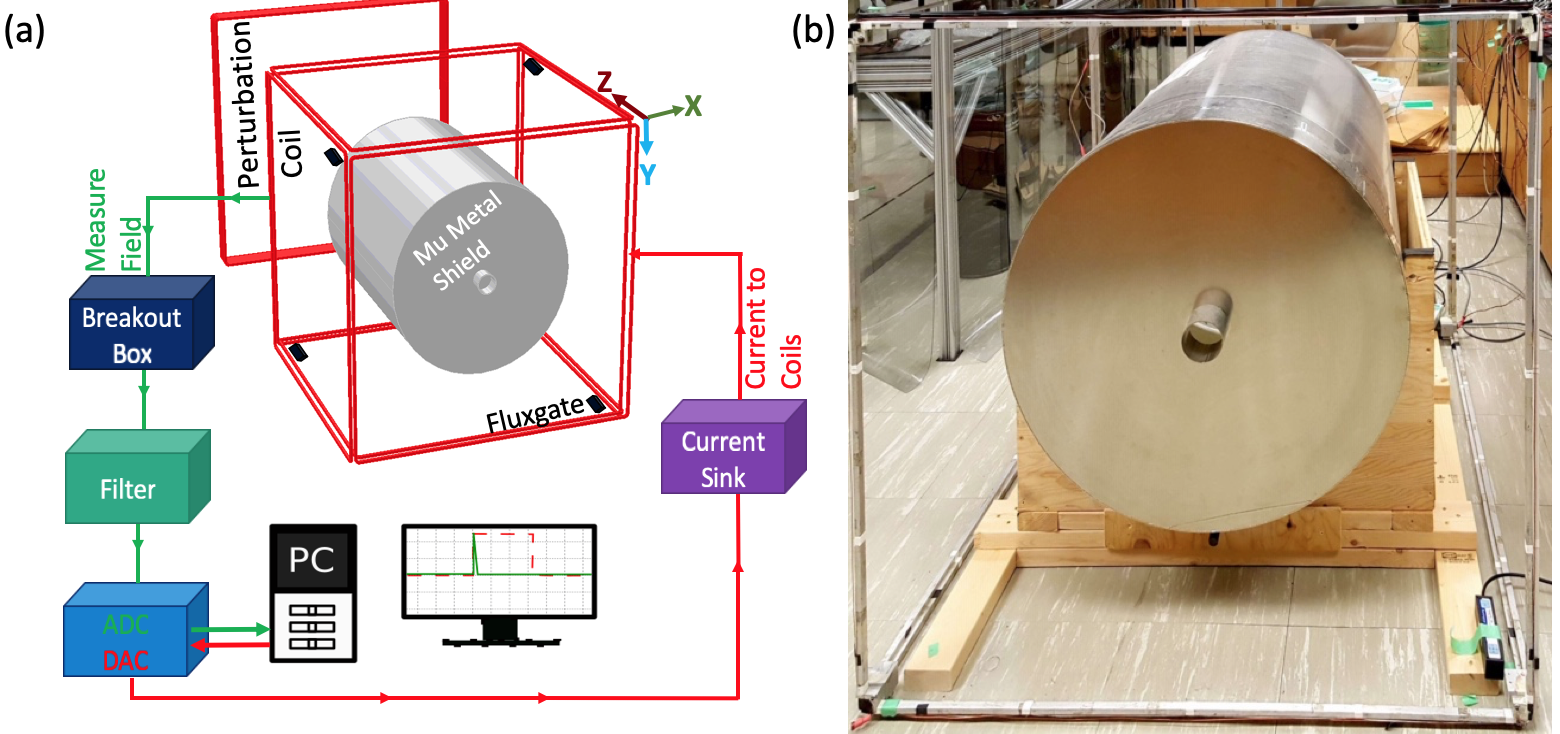 (a)
Perturbation
Coil
Z
X
Y
Measure
Field
Mu Metal
Shield
Breakout
Box
Current to
Coils
Fluxgate
Current
Sink
Filter
PC
ADC
DAC
(b)